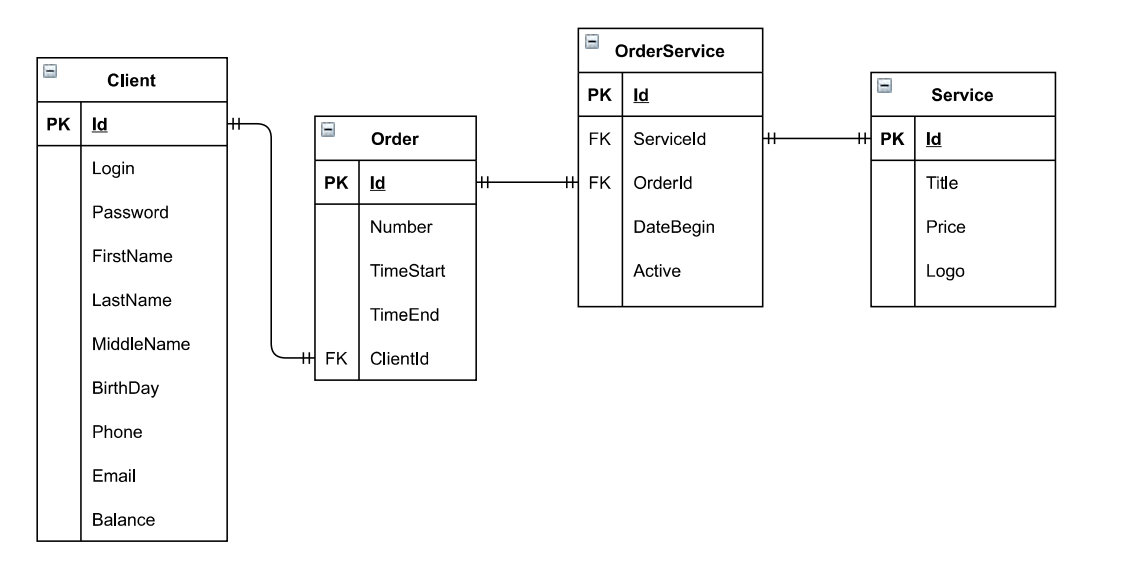 Client
PK Id
Login
Password
FirstName
LastName
MiddleName
BirthDay
Phone
Email
Balance
Order
PK Id
Number
TimeStart
TimeEnd
FK ClientId
OrderService
PK Id
FK ServiceId
FK OrderId
DateBegin
Active
Service
PK Id
Title
Price
Logo